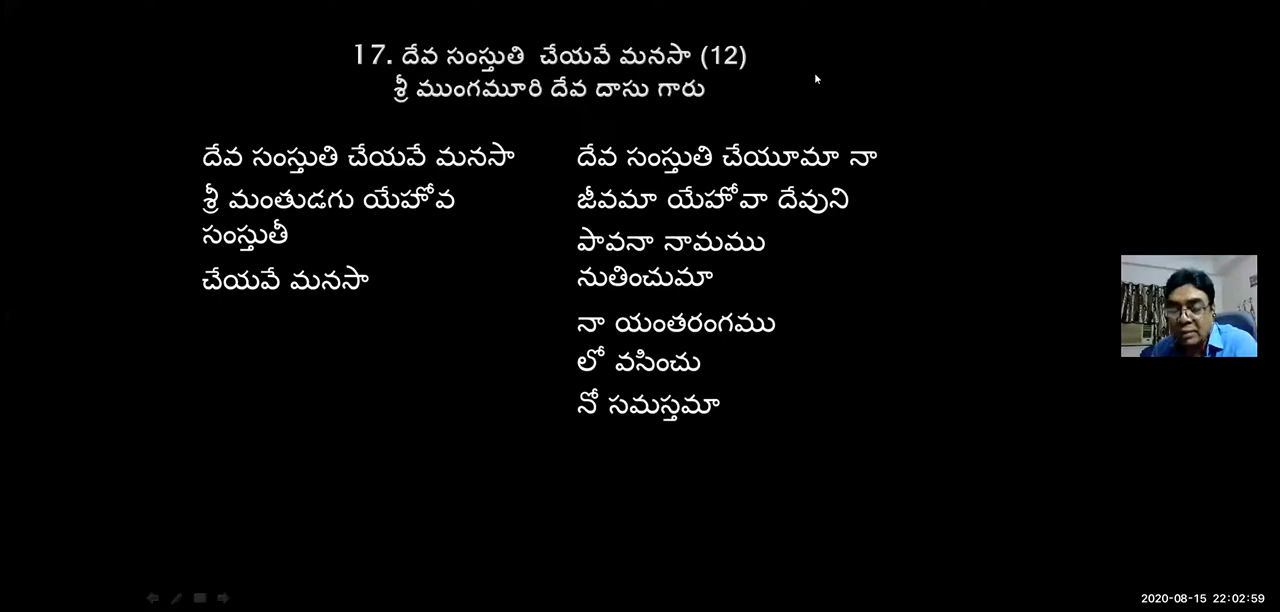 17. దేవ సంస్తుతి చేయవే మనసా (12)
శ్రీ ముంగమూరి దేవ దాసు గారు
దేవ సంస్తుతి చేయవే మనసా
శ్రీ మంతుడగు యేహోవ
సంస్తుతీ
చేయవే మనసా
దేవ సంస్తుతి చేయూమా నా
జీవమా యేహోవా దేవుని
పావనా నామము
నుతించుమా
నా యంతరంగము
లో వసించు
నో సమస్తమా
2020-08-15 22:02:59